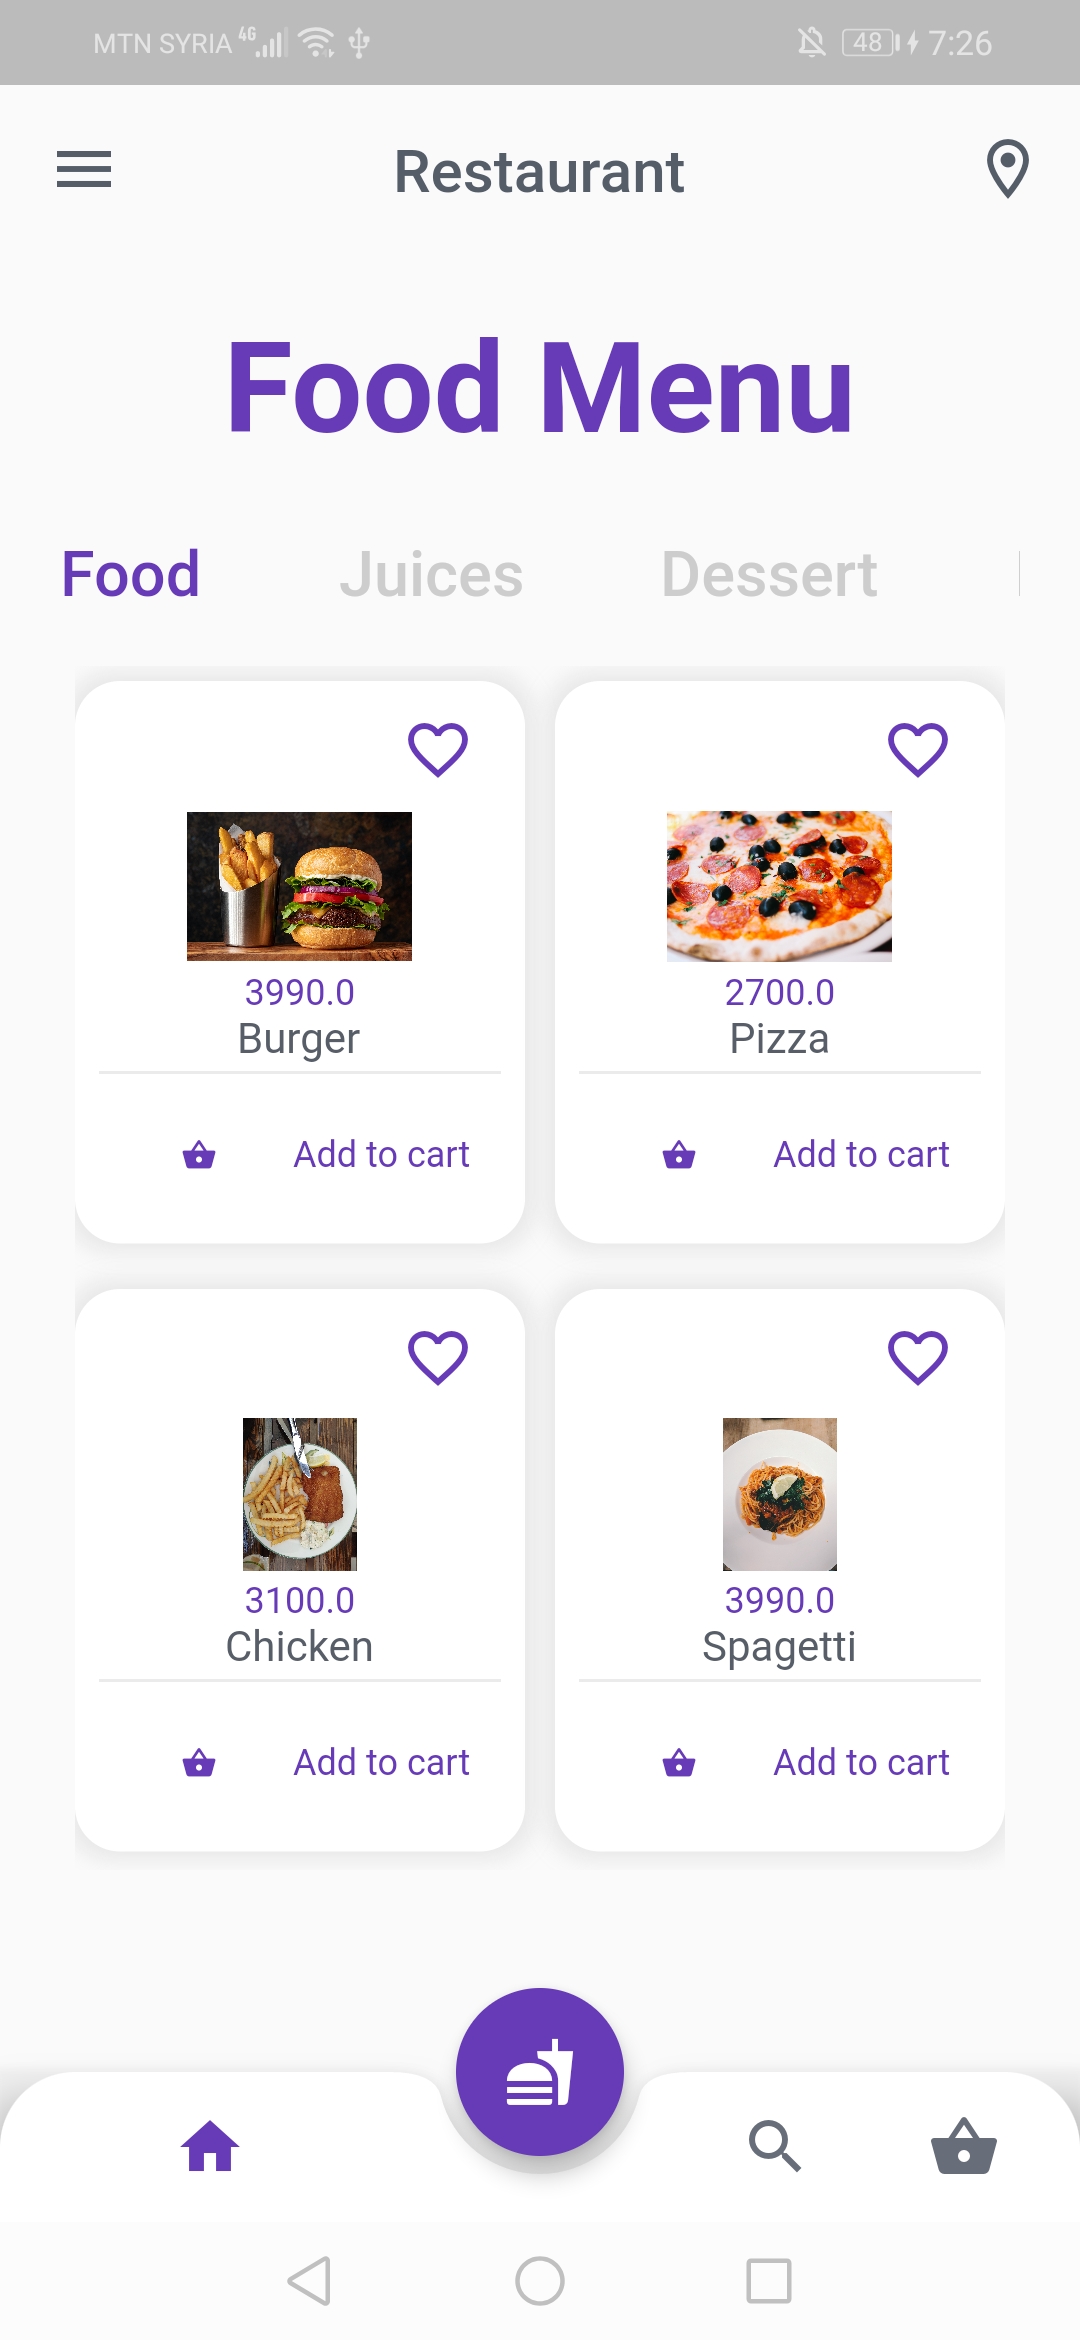 MTN SYRIA 4G 48 7:26
Restaurant
Food Menu
Food Juices Dessert
3990.0 2700.0
Burger Pizza
Add to cart Add to cart
3100.0 3990.0
Chicken Spagetti
Add to cart Add to cart